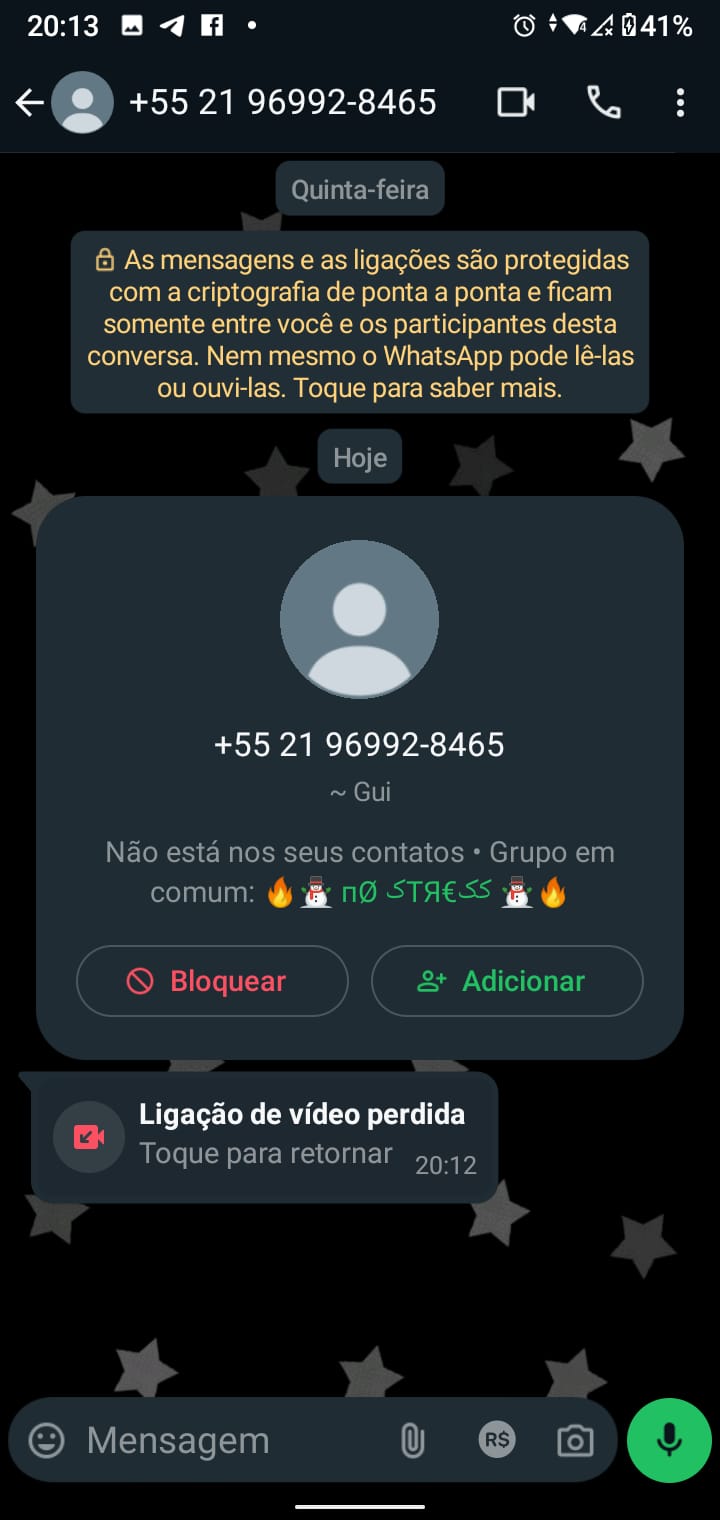 20:13
41%
+55 21 96992-8465
Quinta-feira
As mensagens e as ligações são protegidas
com a criptografia de ponta a ponta e ficam
somente entre você e os participantes desta
conversa. Nem mesmo o WhatsApp pode lê-las
ou ouvi-las. Toque para saber mais.
Hoje
+55 21 96992-8465
~ Gui
Não está nos seus contatos • Grupo em
comum: 🔥⛄ пØ ઽTЯ€ઽઽ ⛄🔥
Bloquear
Adicionar
Ligação de vídeo perdida
Toque para retornar 20:12
Mensagem
R$